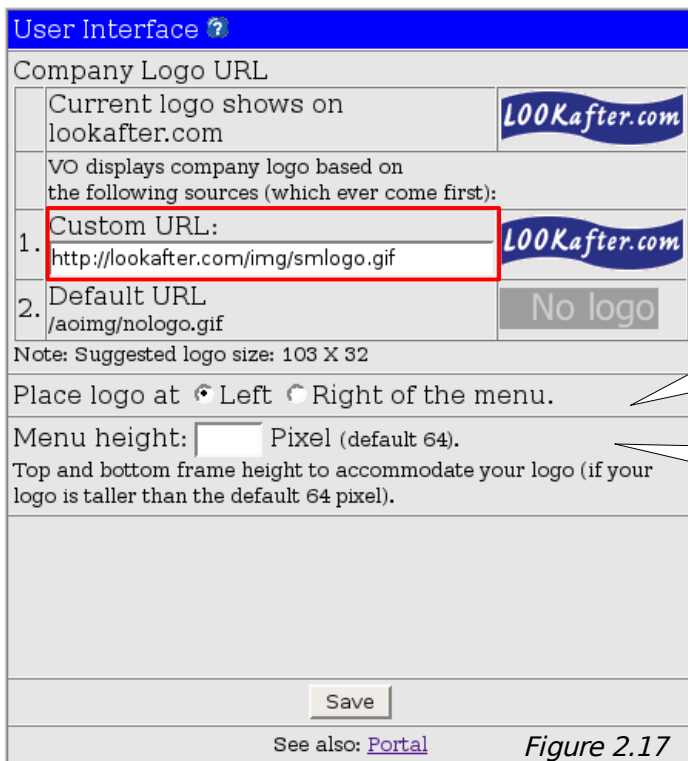 User Interface ?
Company Logo URL
Current logo shows on
lookafter.com
LOOKafter.com
VO displays company logo based on
the following sources (which ever come first):
1.
Custom URL:
http://lookafter.com/img/smlogo.gif
LOOKafter.com
2.
Default URL
/aoimg/nologo.gif
No logo
Note: Suggested logo size: 103 X 32
Place logo at Left Right of the menu.
Menu height: Pixel (default 64).
Top and bottom frame height to accommodate your logo (if your
logo is taller than the default 64 pixel).
Save
See also: Portal
Figure 2.17